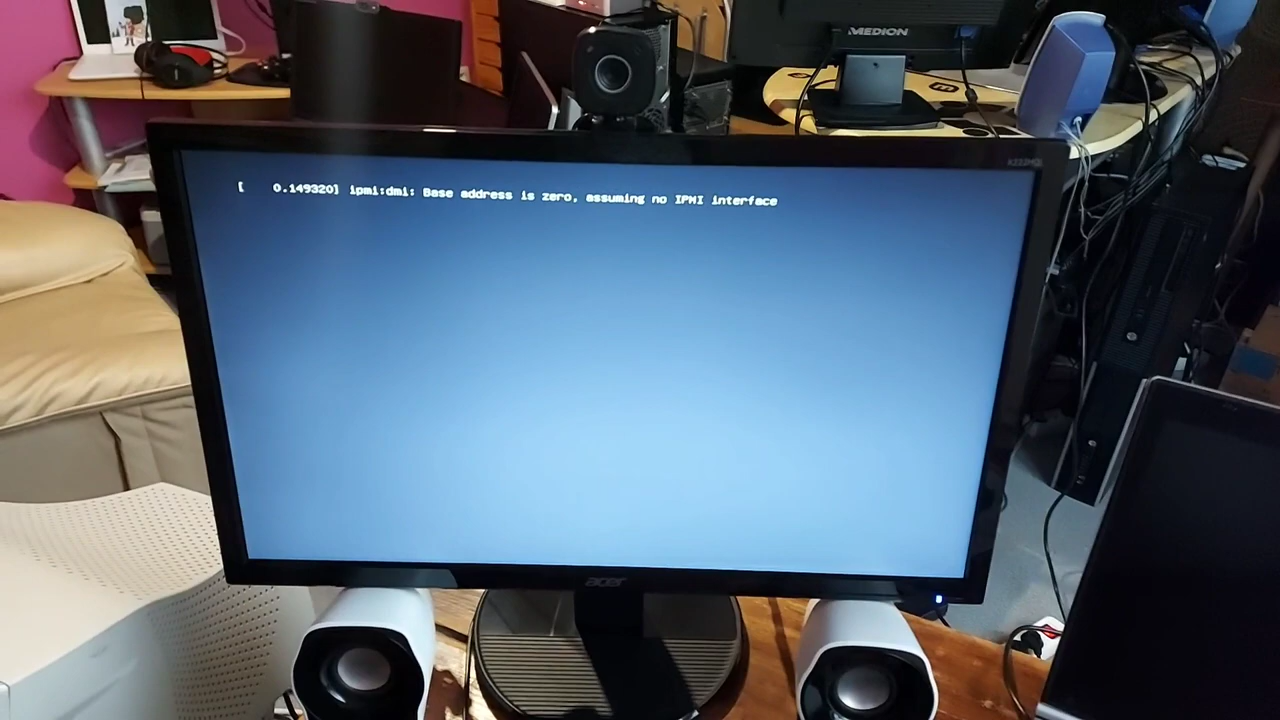 MEDION
[    0.149320] ipmi:dmi: Base address is zero, assuming no IPMI interface
acer